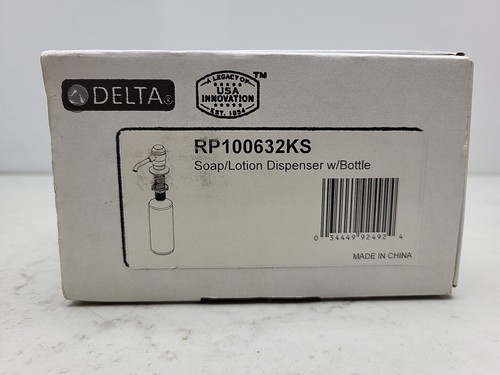 DELTA®
A LEGACY OF
USA
INNOVATION
EST. 1954
TM
RP100632KS
Soap/Lotion Dispenser w/Bottle
0 34449 92492 4
MADE IN CHINA